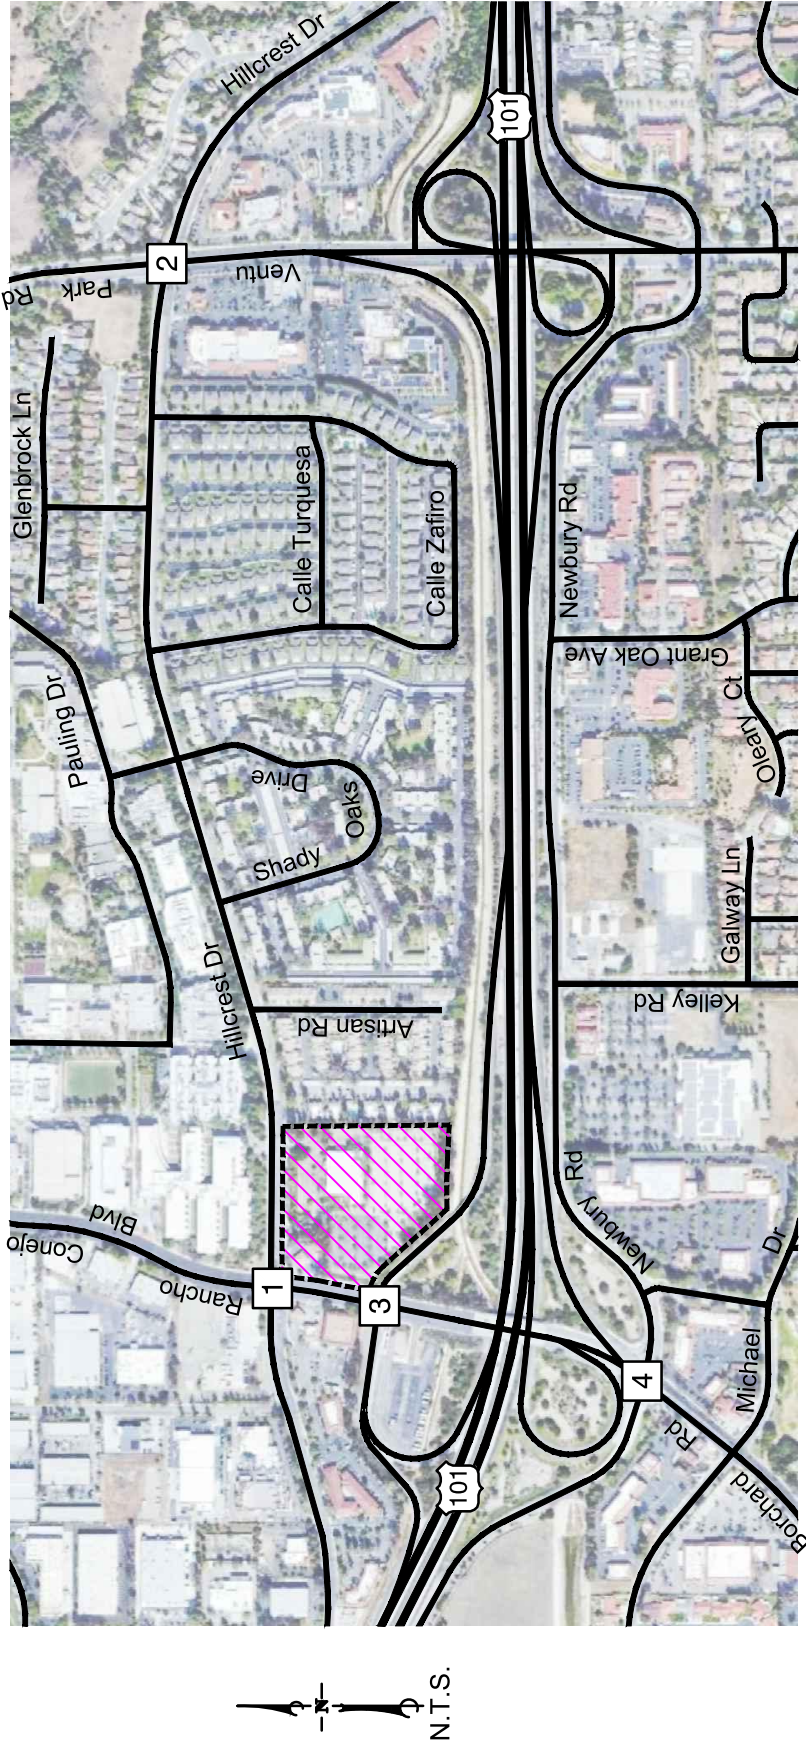 Hillcrest Dr
101
2
Ventu
Park
Rd
Glenbrock Ln
Calle Turquesa
Calle Zafiro
Newbury Rd
Grant Oak Ave
Pauling Dr
Oleary Ct
Shady
Oaks
Drive
Galway Ln
Hillcrest Dr
Artisan Rd
Kelley Rd
Rancho
Conejo
Blvd
1
3
4
Newbury
Rd
Michael
Dr
101
Borchard
Rd
N
N.T.S.